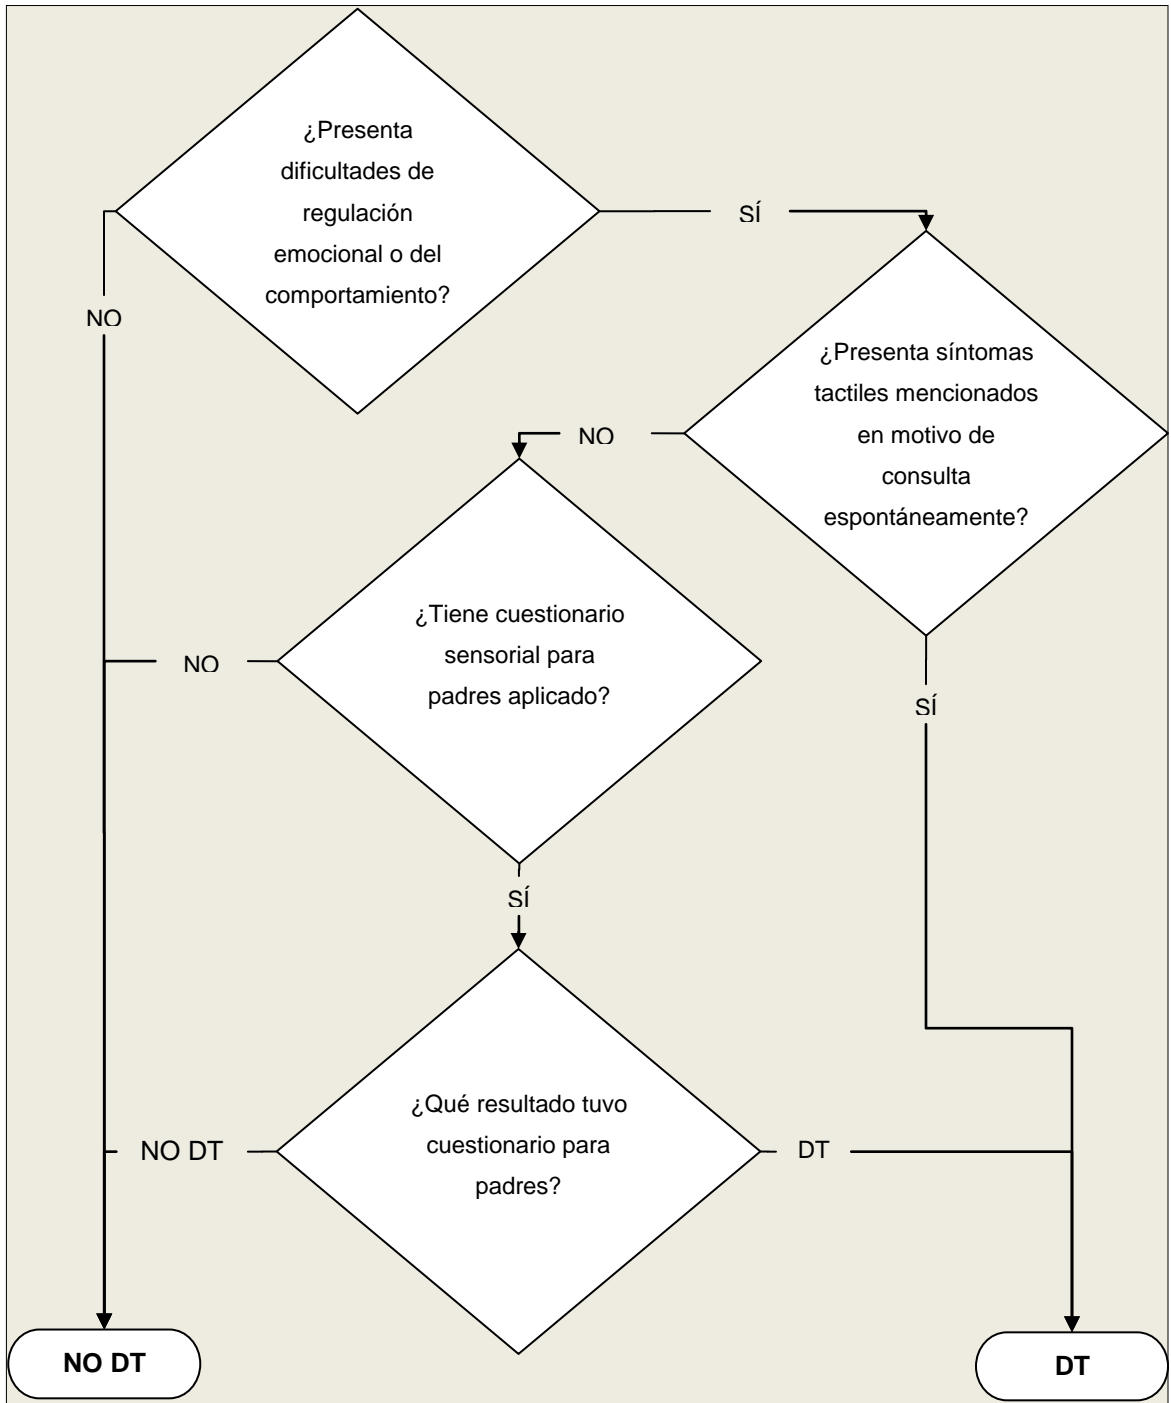 ¿Presenta
dificultades de
regulación
emocional o del
comportamiento?
SÍ
NO
¿Presenta síntomas
tactiles mencionados
en motivo de
consulta
espontáneamente?
NO
¿Tiene cuestionario
sensorial para
padres aplicado?
NO
SÍ
SÍ
¿Qué resultado tuvo
cuestionario para
padres?
NO DT
DT
NO DT
DT